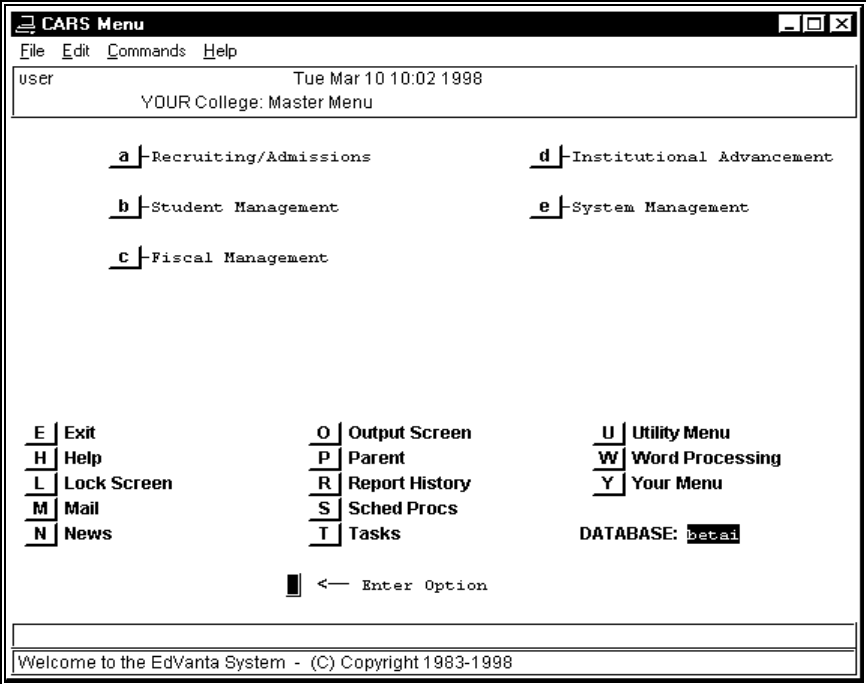 CARS Menu
File Edit Commands Help
user Tue Mar 10 10:02 1998
YOUR College: Master Menu
a Recruiting/Admissions d Institutional Advancement
b Student Management e System Management
c Fiscal Management
E Exit O Output Screen U Utility Menu
H Help P Parent W Word Processing
L Lock Screen R Report History Y Your Menu
M Mail S Sched Procs
N News T Tasks DATABASE: betai
<── Enter Option
Welcome to the EdVanta System - (C) Copyright 1983-1998